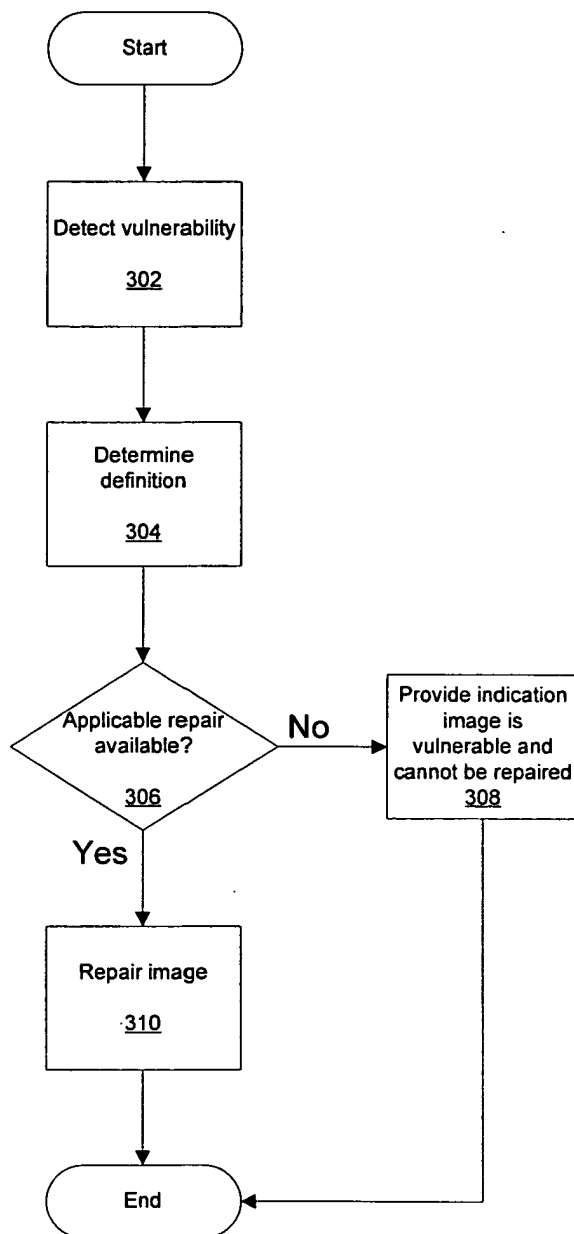 Start
Detect vulnerability
302
Determine
definition
304
Applicable repair
available?
306
No
Provide indication
image is
vulnerable and
cannot be repaired
308
Yes
Repair image
310
End